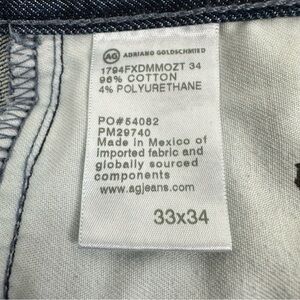 AG ADRIANO GOLDSCHMIED
1794FXDMMOZT 34
96% COTTON
4% POLYURETHANE
PO#54082
PM29740
Made in Mexico of
imported fabric and
globally sourced
components
www.agjeans.com
33x34